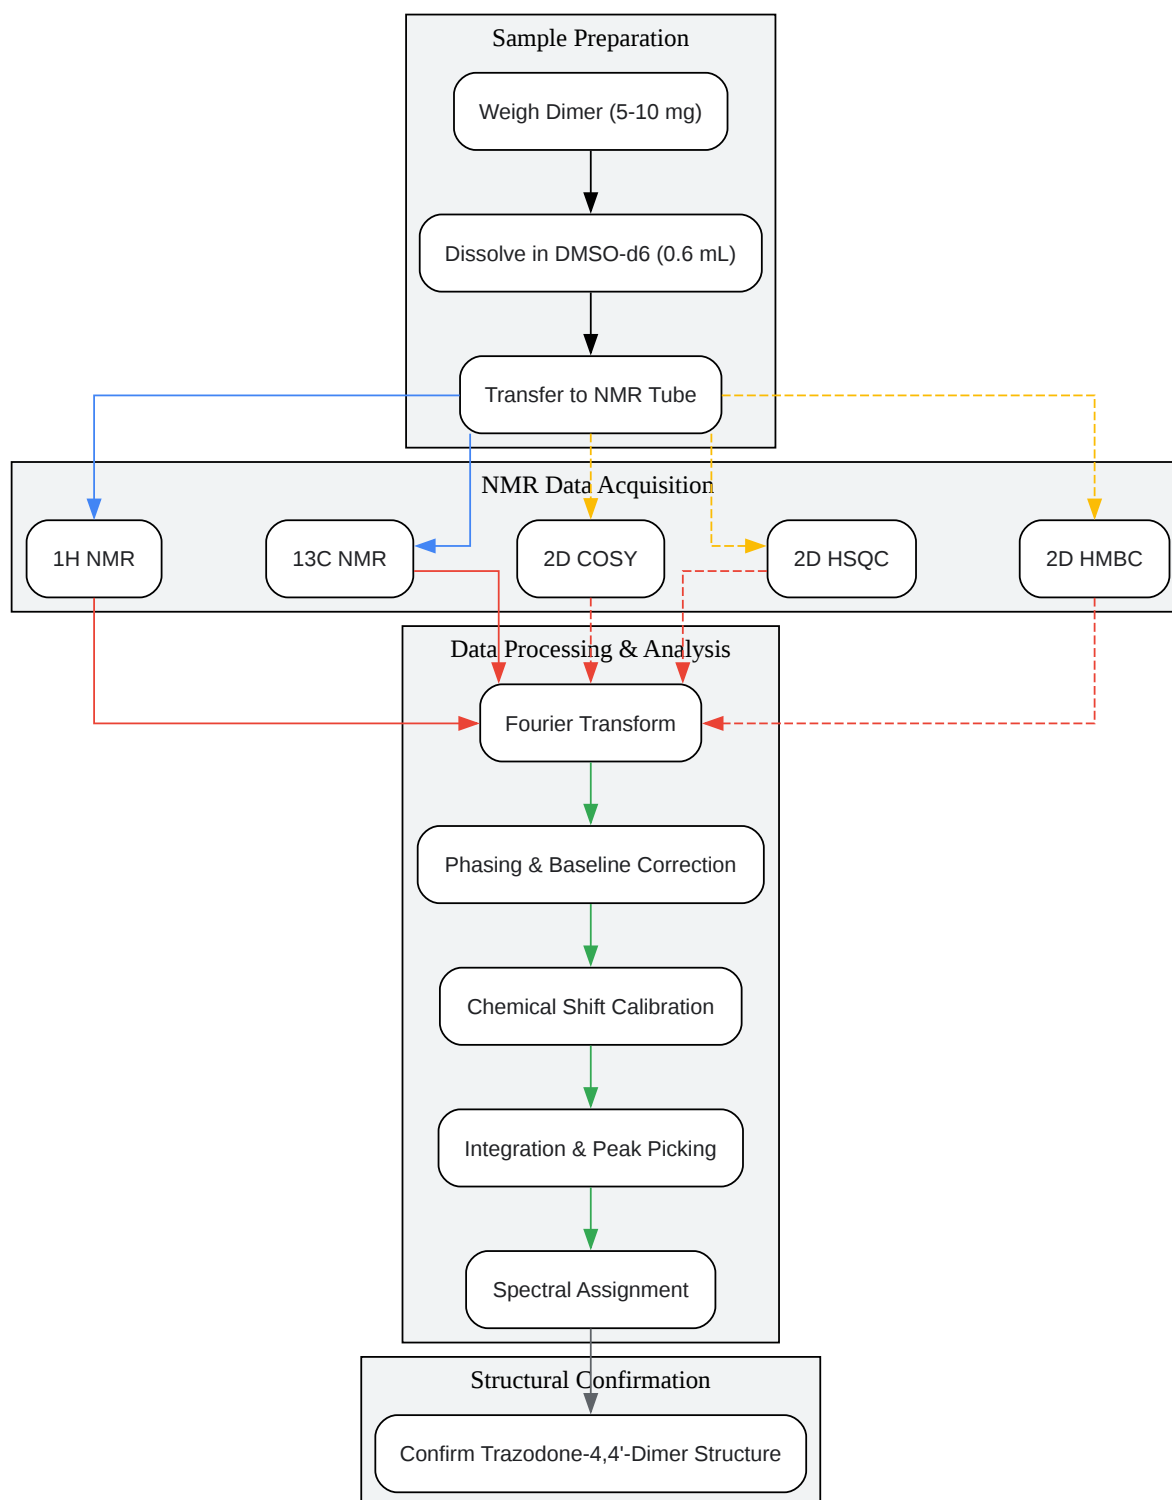 Sample Preparation
Weigh Dimer (5-10 mg)
Dissolve in DMSO-d6 (0.6 mL)
Transfer to NMR Tube
NMR Data Acquisition
1H NMR
13C NMR
2D COSY
2D HSQC
2D HMBC
Data Processing & Analysis
Fourier Transform
Phasing & Baseline Correction
Chemical Shift Calibration
Integration & Peak Picking
Spectral Assignment
Structural Confirmation
Confirm Trazodone-4,4'-Dimer Structure